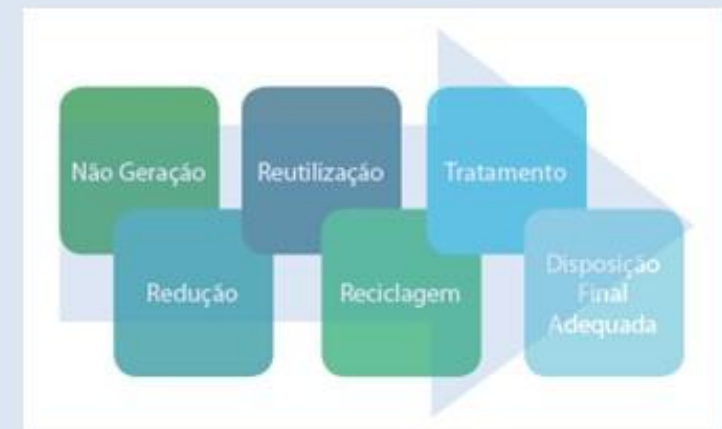 Não Geração
Redução
Reutilização
Reciclagem
Tratamento
Disposição
Final
Adequada